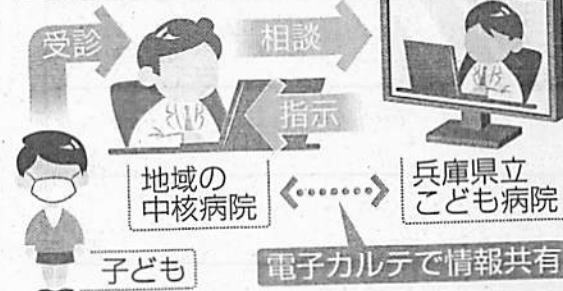 受診
相談
指示
地域の
中核病院
兵庫県立
こども病院
子ども
電子カルテで情報共有